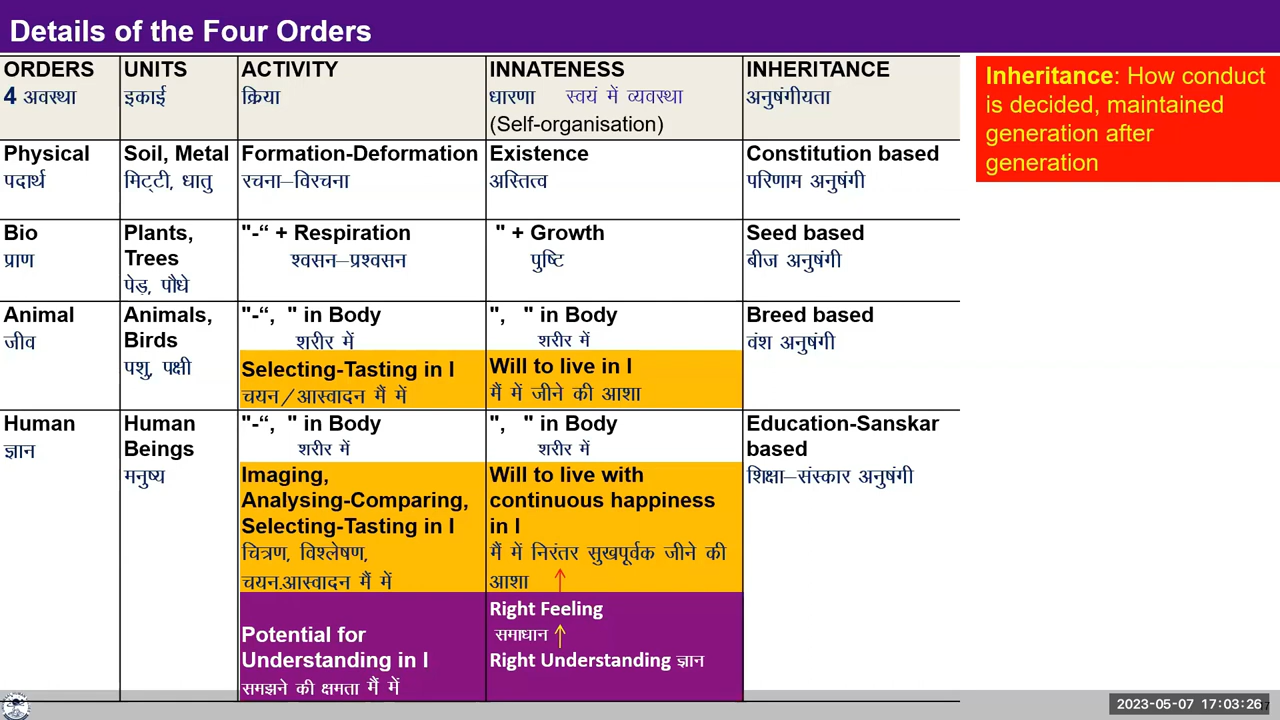 Details of the Four Orders
ORDERS
4 अवस्था
UNITS
इकाई
ACTIVITY
क्रिया
INNATENESS
धारणा स्वयं में व्यवस्था
(Self-organisation)
INHERITANCE
अनुषंगीयता
Physical
पदार्थ
Soil, Metal
मिट्टी, धातु
Formation-Deformation
रचना–विरचना
Existence
अस्तित्व
Constitution based
परिणाम अनुषंगी
Bio
प्राण
Plants,
Trees
पेड़, पौधे
"-“ + Respiration
श्वसन–प्रश्वसन
" + Growth
पुष्टि
Seed based
बीज अनुषंगी
Animal
जीव
Animals,
Birds
पशु, पक्षी
"-“, " in Body
शरीर में
Selecting-Tasting in I
चयन/आस्वादन मैं में
", " in Body
शरीर में
Will to live in I
मैं में जीने की आशा
Breed based
वंश अनुषंगी
Human
ज्ञान
Human
Beings
मनुष्य
"-“, " in Body
शरीर में
Imaging,
Analysing-Comparing,
Selecting-Tasting in I
चित्रण, विश्लेषण,
चयन.आस्वादन मैं में
Potential for
Understanding in I
समझने की क्षमता मैं में
", " in Body
शरीर में
Will to live with
continuous happiness
in I
मैं में निरंतर सुखपूर्वक जीने की
आशा
Right Feeling
समाधान
Right Understanding ज्ञान
Education-Sanskar
based
शिक्षा–संस्कार अनुषंगी
Inheritance: How conduct
is decided, maintained
generation after
generation
2023-05-07 17:03:26